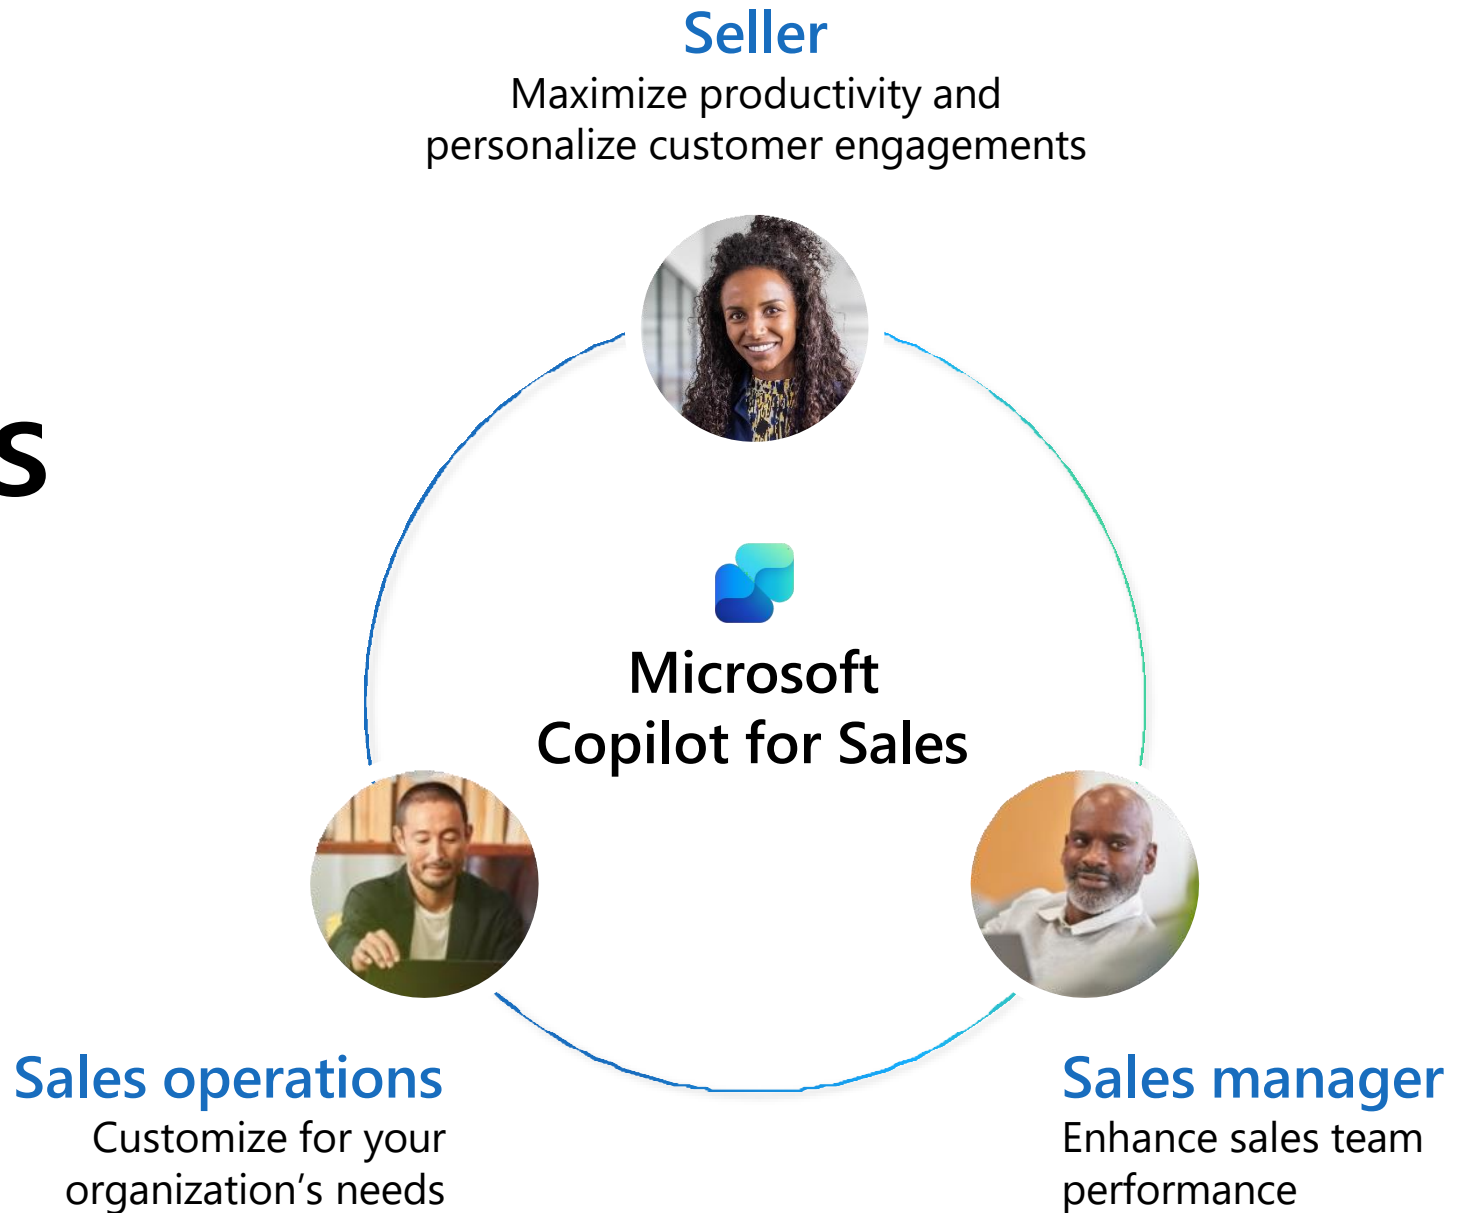 Seller
Maximize productivity and
personalize customer engagements
s
Microsoft
Copilot for Sales
Sales operations
Customize for your
organization’s needs
Sales manager
Enhance sales team
performance